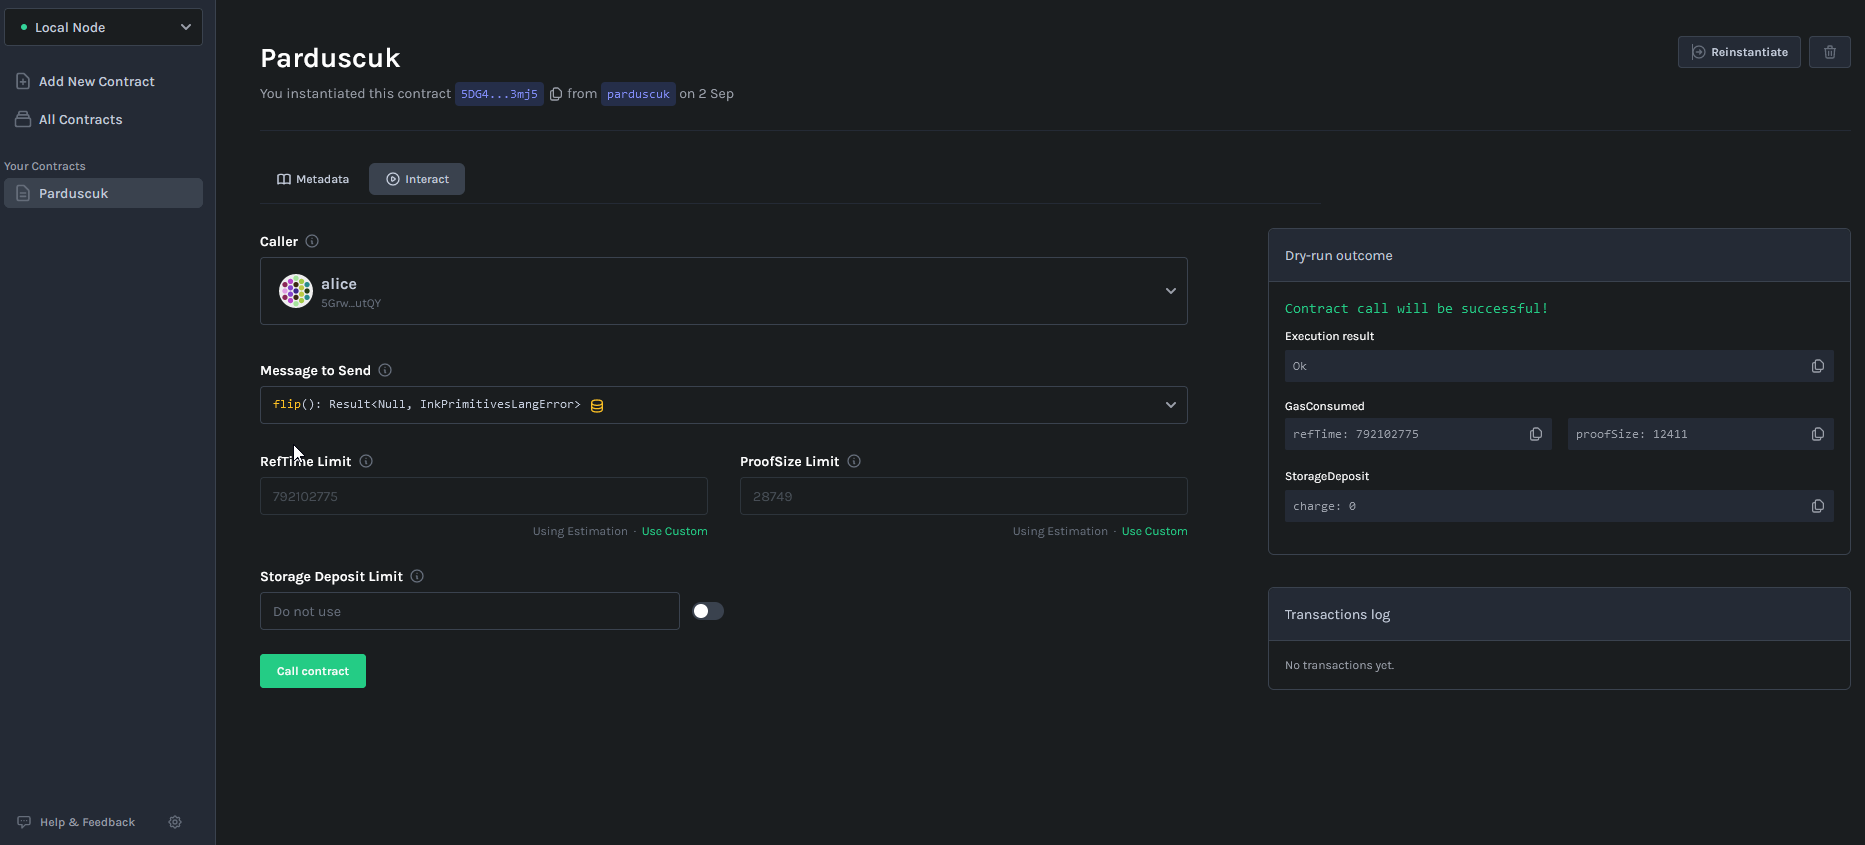 Local Node
Add New Contract
All Contracts
Your Contracts
Parduscuk
Help & Feedback
Parduscuk
You instantiated this contract 5DG4...3mj5 from parduscuk on 2 Sep
Reinstantiate
Metadata
Interact
Caller
alice
5Grw...utQY
Message to Send
flip(): Result<Null, InkPrimitivesLangError>
RefTime Limit
792102775
Using Estimation · Use Custom
ProofSize Limit
28749
Using Estimation · Use Custom
Storage Deposit Limit
Do not use
Call contract
Dry-run outcome
Contract call will be successful!
Execution result
Ok
GasConsumed
refTime: 792102775
proofSize: 12411
StorageDeposit
charge: 0
Transactions log
No transactions yet.